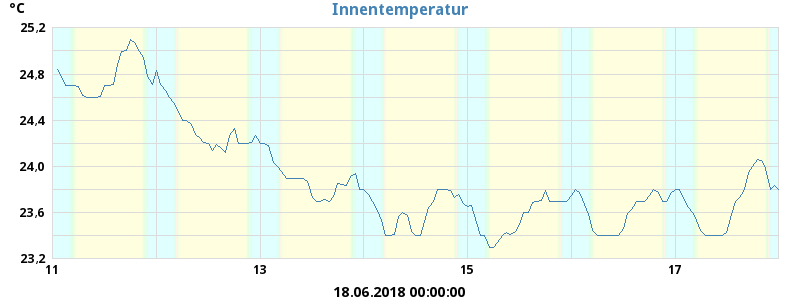 Innentemperatur
°C
25,2
24,8
24,4
24,0
23,6
23,2
11 13 15 17
18.06.2018 00:00:00